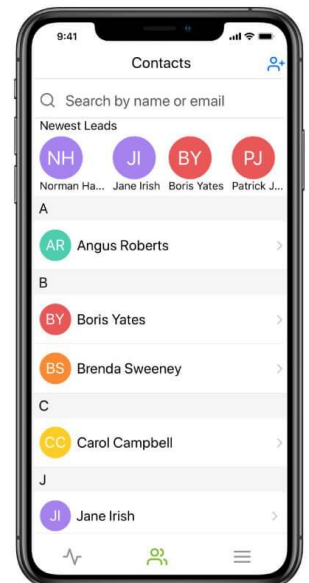 9:41
Contacts
Search by name or email
Newest Leads
NH JI BY PJ
Norman Ha... Jane Irish Boris Yates Patrick J...
A
AR Angus Roberts
B
BY Boris Yates
BS Brenda Sweeney
C
CC Carol Campbell
J
JI Jane Irish